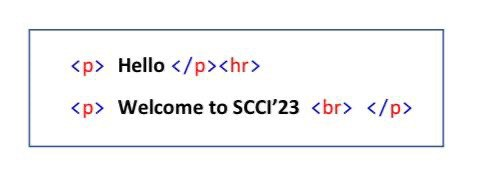 <p> Hello </p><hr>
<p> Welcome to SCCI’23 <br> </p>